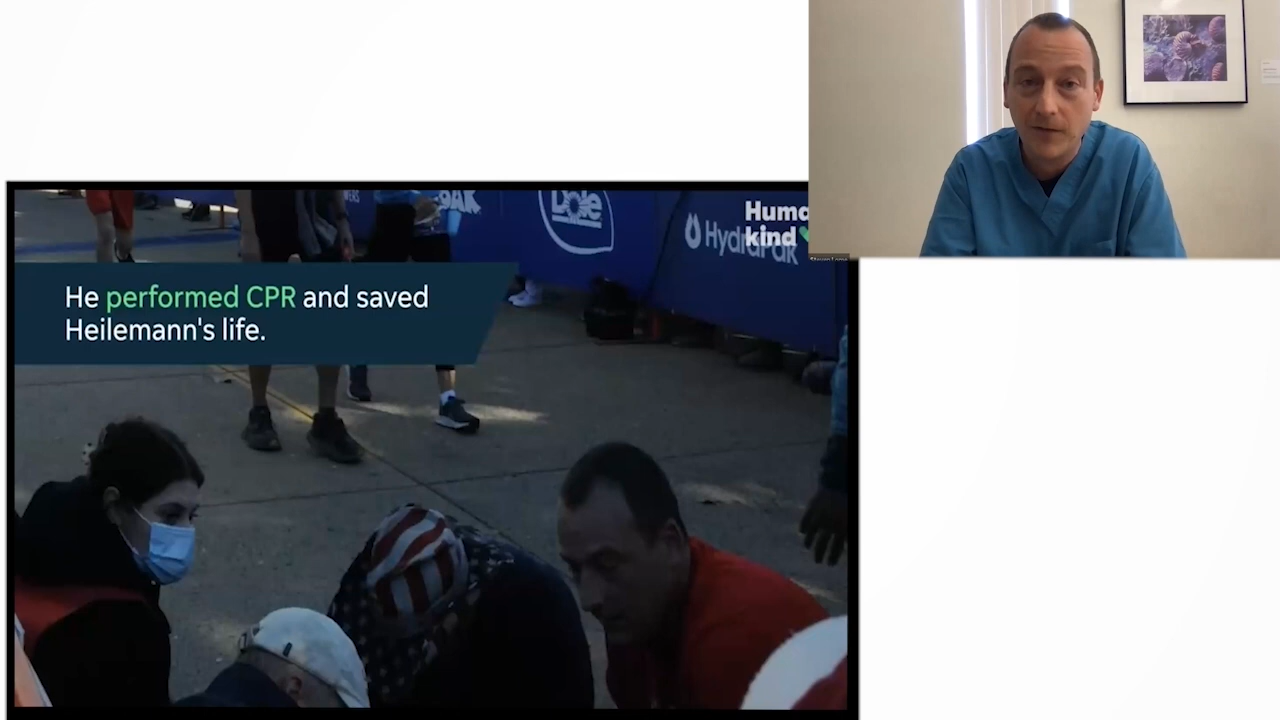 Dole
HydraPak
Huma
kind
He performed CPR and saved
Heilemann's life.